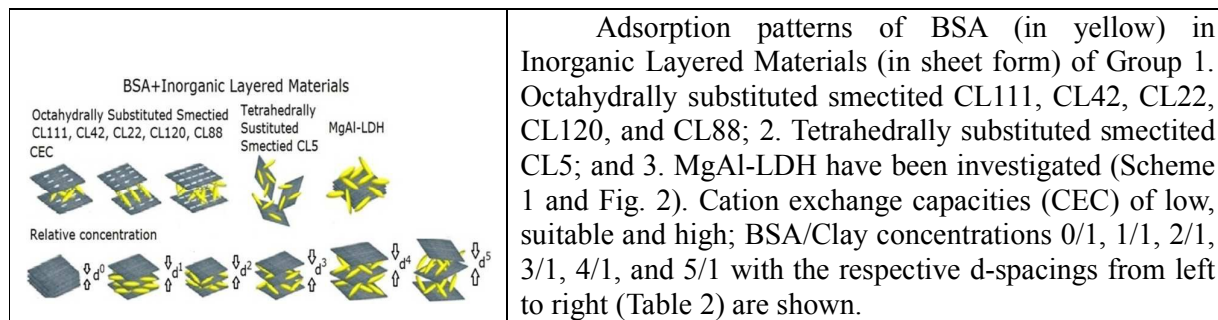 BSA+Inorganic Layered Materials
Octahydrally Substituted Smectied
CL111, CL42, CL22, CL120, CL88
CEC
Tetrahedrally
Sustituted
Smectied CL5
MgAl-LDH
Relative concentration
d⁰
d¹
d²
d³
d⁴
d⁵
Adsorption patterns of BSA (in yellow) in
Inorganic Layered Materials (in sheet form) of Group 1.
Octahydrally substituted smectited CL111, CL42, CL22,
CL120, and CL88; 2. Tetrahedrally substituted smectited
CL5; and 3. MgAl-LDH have been investigated (Scheme
1 and Fig. 2). Cation exchange capacities (CEC) of low,
suitable and high; BSA/Clay concentrations 0/1, 1/1, 2/1,
3/1, 4/1, and 5/1 with the respective d-spacings from left
to right (Table 2) are shown.